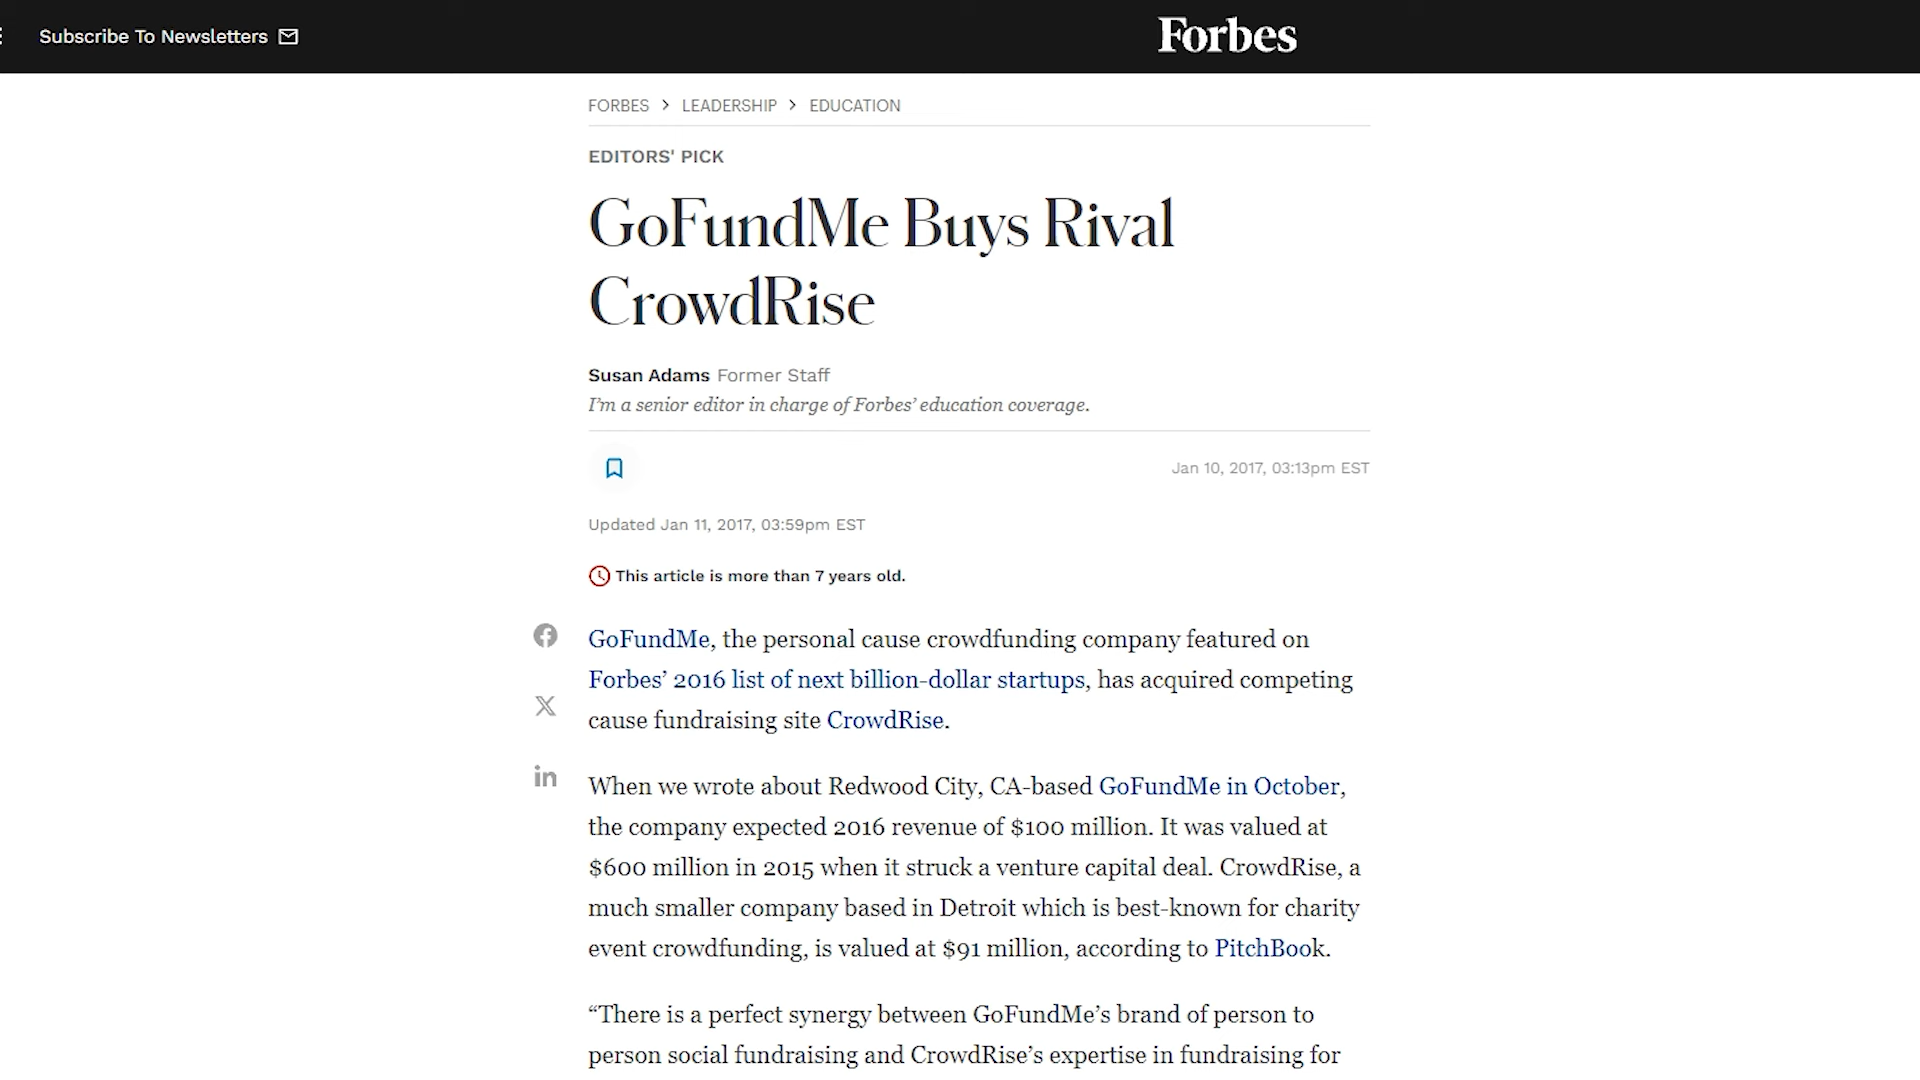 Subscribe To Newsletters
Forbes
FORBES > LEADERSHIP > EDUCATION
EDITORS' PICK
GoFundMe Buys Rival
CrowdRise
Susan Adams Former Staff
I'm a senior editor in charge of Forbes' education coverage.
Jan 10, 2017, 03:13pm EST
Updated Jan 11, 2017, 03:59pm EST
This article is more than 7 years old.
GoFundMe, the personal cause crowdfunding company featured on
Forbes’ 2016 list of next billion-dollar startups, has acquired competing
cause fundraising site CrowdRise.
When we wrote about Redwood City, CA-based GoFundMe in October,
the company expected 2016 revenue of $100 million. It was valued at
$600 million in 2015 when it struck a venture capital deal. CrowdRise, a
much smaller company based in Detroit which is best-known for charity
event crowdfunding, is valued at $91 million, according to PitchBook.
“There is a perfect synergy between GoFundMe’s brand of person to
person social fundraising and CrowdRise’s expertise in fundraising for